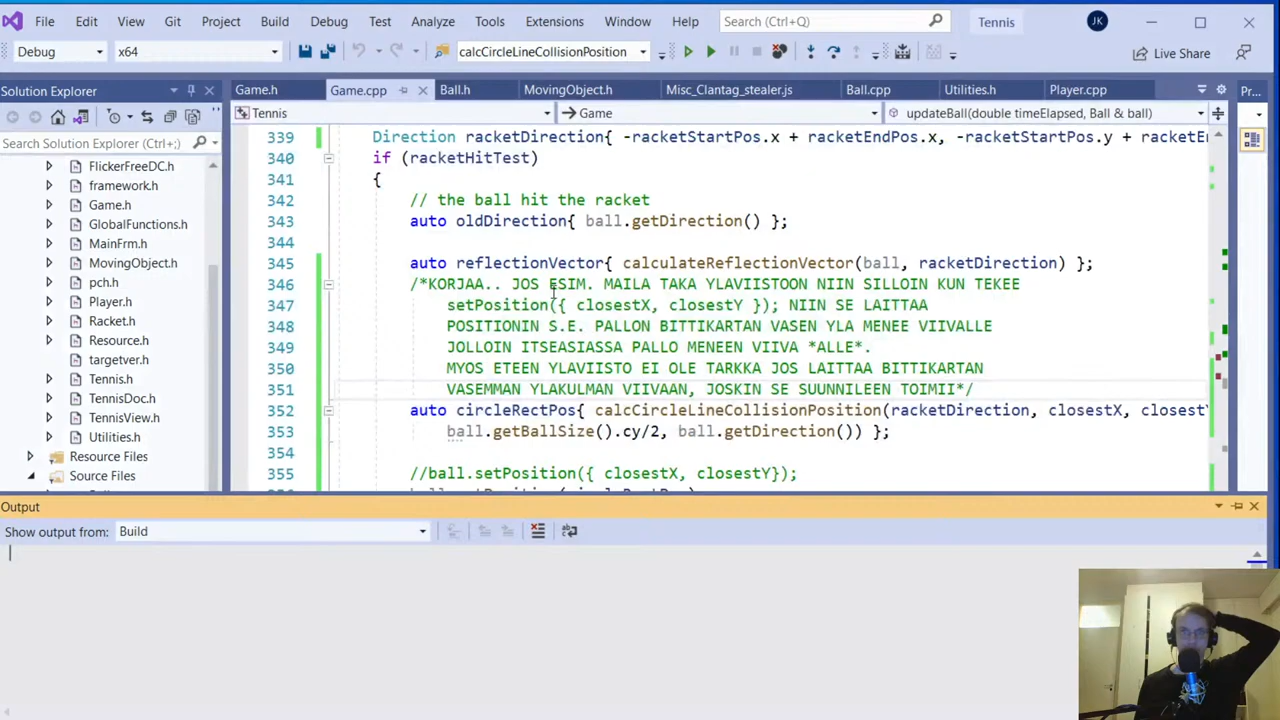 File Edit View Git Project Build Debug Test Analyze Tools Extensions Window Help Search (Ctrl+Q) Tennis JK
Debug x64 calcCircleLineCollisionPosition Live Share
Solution Explorer Game.h Game.cpp Ball.h MovingObject.h Misc_Clantag_stealer.js Ball.cpp Utilities.h Player.cpp Pr...
Tennis Game updateBall(double timeElapsed, Ball & ball)
Search Solution Explorer (Ctrl+;)
FlickerFreeDC.h
framework.h
Game.h
GlobalFunctions.h
MainFrm.h
MovingObject.h
pch.h
Player.h
Racket.h
Resource.h
targetver.h
Tennis.h
TennisDoc.h
TennisView.h
Utilities.h
Resource Files
Source Files
339 Direction racketDirection{ -racketStartPos.x + racketEndPos.x, -racketStartPos.y + racketE
340 if (racketHitTest)
341 {
342 // the ball hit the racket
343 auto oldDirection{ ball.getDirection() };
344
345 auto reflectionVector{ calculateReflectionVector(ball, racketDirection) };
346 /*KORJAA.. JOS ESIM. MAILA TAKA YLAVIISTOON NIIN SILLOIN KUN TEKEE
347 setPosition({ closestX, closestY }); NIIN SE LAITTAA
348 POSITIONIN S.E. PALLON BITTIKARTAN VASEN YLA MENEE VIIVALLE
349 JOLLOIN ITSEASIASSA PALLO MENEEN VIIVA *ALLE*.
350 MYOS ETEEN YLAVIISTO EI OLE TARKKA JOS LAITTAA BITTIKARTAN
351 VASEMMAN YLAKULMAN VIIVAAN, JOSKIN SE SUUNNILEEN TOIMII*/
352 auto circleRectPos{ calcCircleLineCollisionPosition(racketDirection, closestX, closestY
353 ball.getBallSize().cy/2, ball.getDirection()) };
354
355 //ball.setPosition({ closestX, closestY});
Output
Show output from: Build